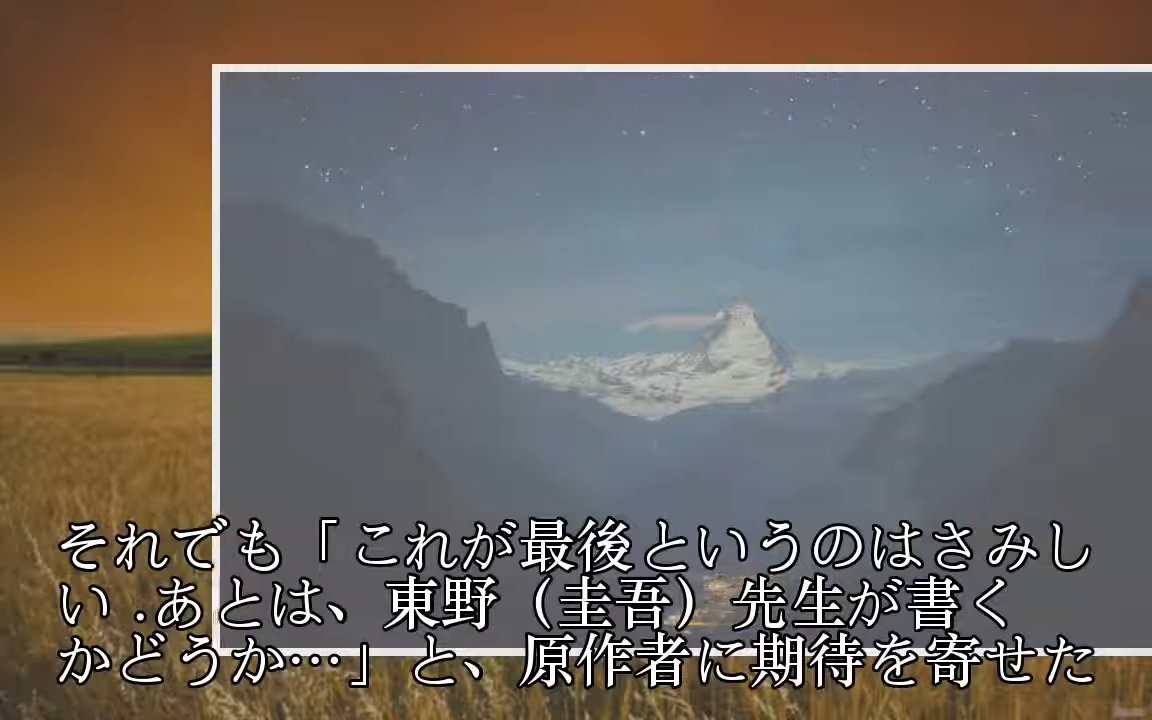 それでも「これが最後というのはさみし
い .あとは、東野（圭吾）先生が書く
かどうか…」と、原作者に期待を寄せた